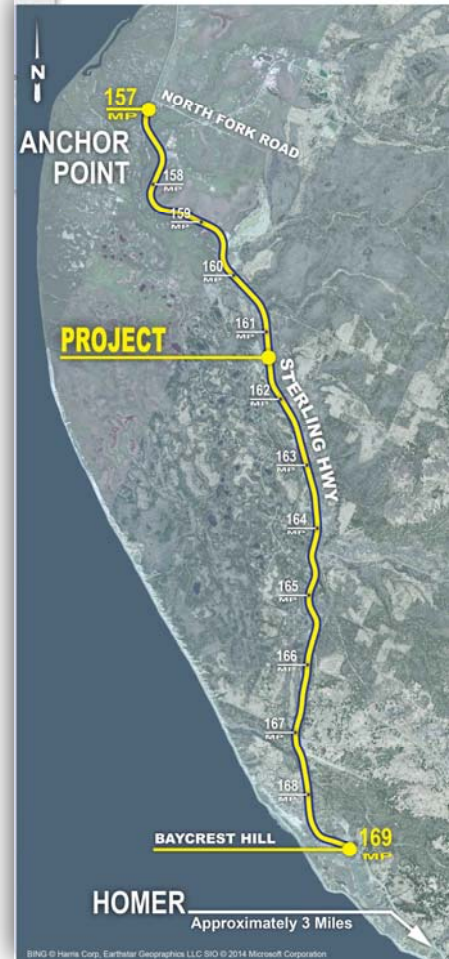 N
157
MP
NORTH FORK ROAD
ANCHOR
POINT
158
MP
159
MP
160
MP
161
MP
PROJECT
STERLING HWY
162
MP
163
MP
164
MP
165
MP
166
MP
167
MP
168
MP
BAYCREST HILL
169
MP
HOMER
Approximately 3 Miles
BING © Harris Corp, Earthstar Geographics LLC SIO © 2014 Microsoft Corporation